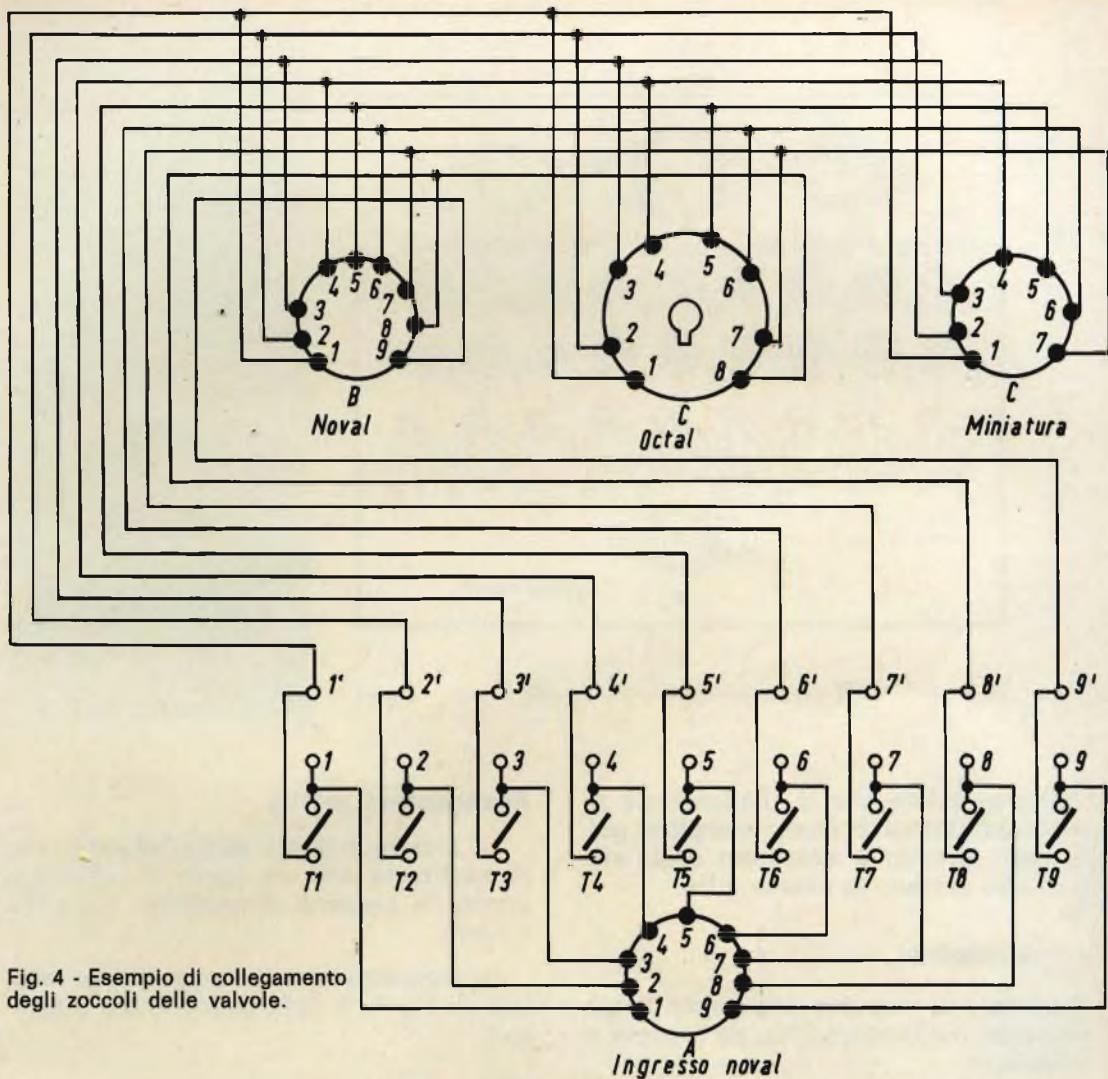 3 4 5 6 7
2 8
1 9
B
Noval
3 4 5 6
2 7
1 8
C
Octal
4 5
3 6
2 7
1
C
Miniatura
1' 2' 3' 4' 5' 6' 7' 8' 9'
1 2 3 4 5 6 7 8 9
T1 T2 T3 T4 T5 T6 T7 T8 T9
4 5 6
3 7
2 8
1 9
A
Ingresso noval
Fig. 4 - Esempio di collegamento
degli zoccoli delle valvole.